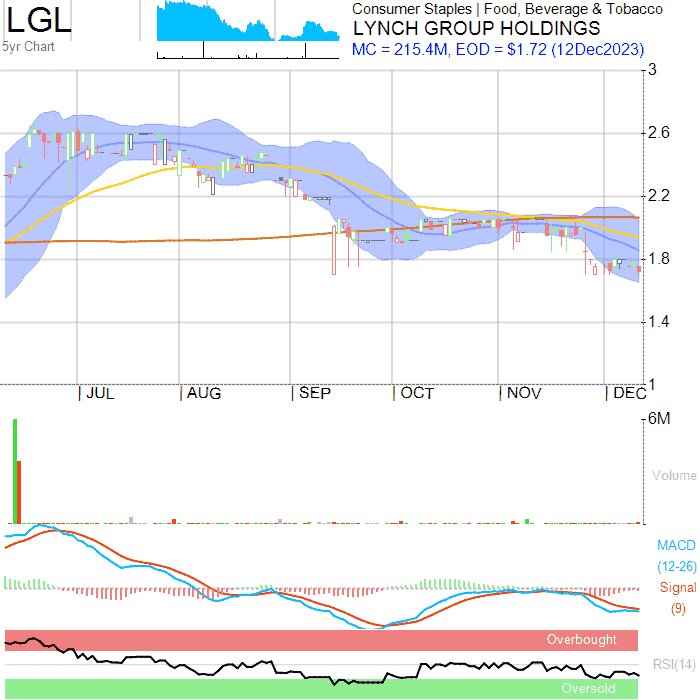 LGL
5yr Chart
Consumer Staples | Food, Beverage & Tobacco
LYNCH GROUP HOLDINGS
MC = 215.4M, EOD = $1.72 (12Dec2023)
3
2.6
2.2
1.8
1.4
1
| JUL | AUG | SEP | OCT | NOV | DEC
6M
Volume
MACD
(12-26)
Signal
(9)
Overbought
RSI(14)
Oversold